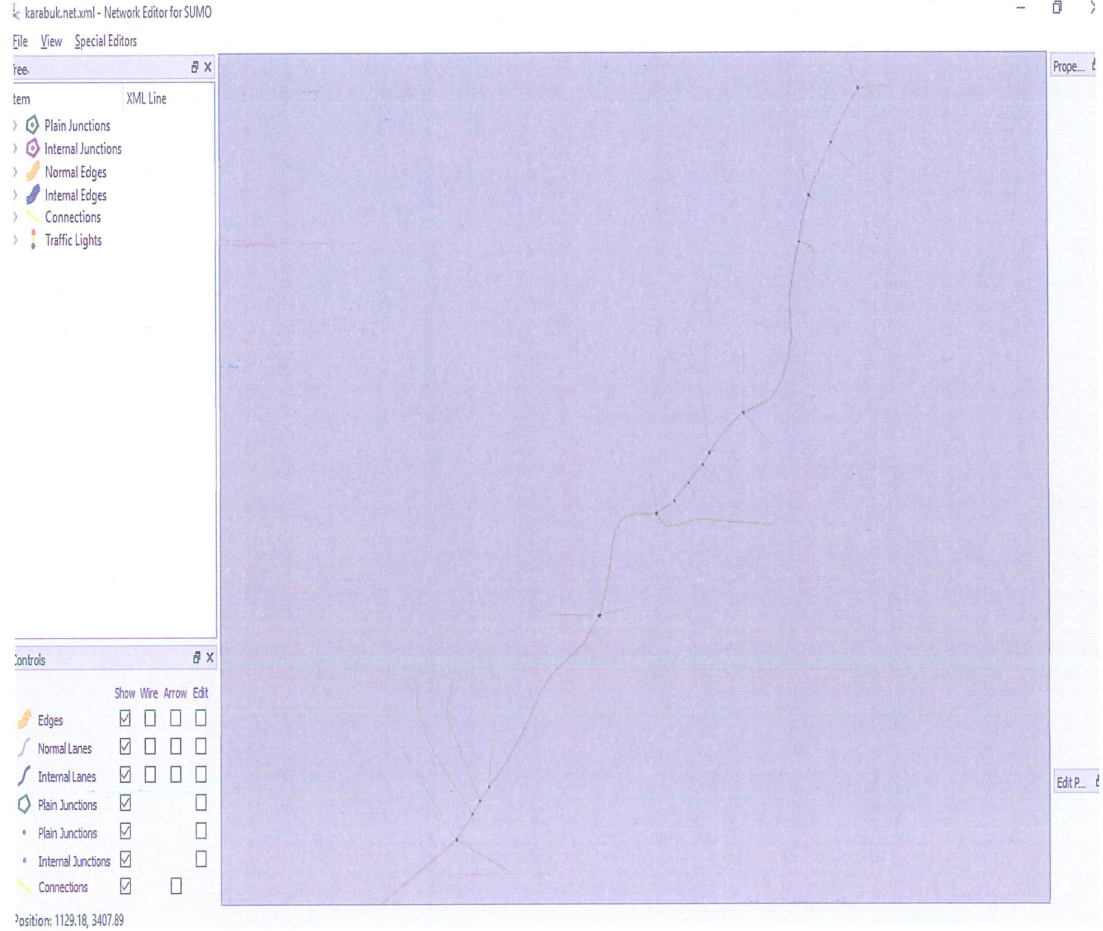 karabuk.net.xml - Network Editor for SUMO
File View Special Editors
ree
tem XML Line
Plain Junctions
Internal Junctions
Normal Edges
Internal Edges
Connections
Traffic Lights
Prope...
Controls
Show Wire Arrow Edit
Edges
Normal Lanes
Internal Lanes
Plain Junctions
Plain Junctions
Internal Junctions
Connections
Edit P...
Position: 1129.18, 3407.89